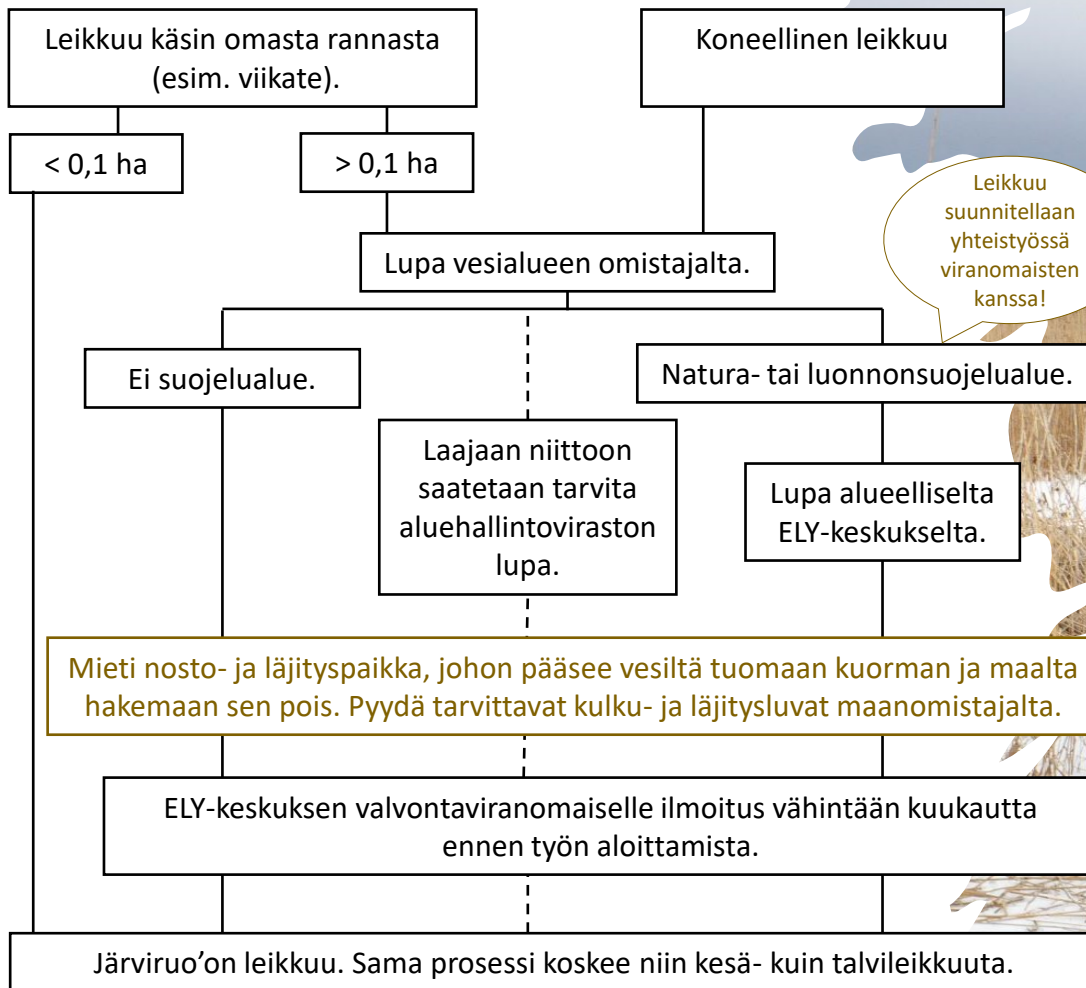 Leikkuu käsin omasta rannasta
(esim. viikate).
Koneellinen leikkuu
< 0,1 ha
> 0,1 ha
Leikkuu
suunnitellaan
yhteistyössä
viranomaisten
kanssa!
Lupa vesialueen omistajalta.
Ei suojelualue.
Natura- tai luonnonsuojelualue.
Laajaan niittoon
saatetaan tarvita
aluehallintoviraston
lupa.
Lupa alueelliselta
ELY-keskukselta.
Mieti nosto- ja läjityspaikka, johon pääsee vesiltä tuomaan kuorman ja maalta
hakemaan sen pois. Pyydä tarvittavat kulku- ja läjitysluvat maanomistajalta.
ELY-keskuksen valvontaviranomaiselle ilmoitus vähintään kuukautta
ennen työn aloittamista.
Järviruo’on leikkuu. Sama prosessi koskee niin kesä- kuin talvileikkuuta.